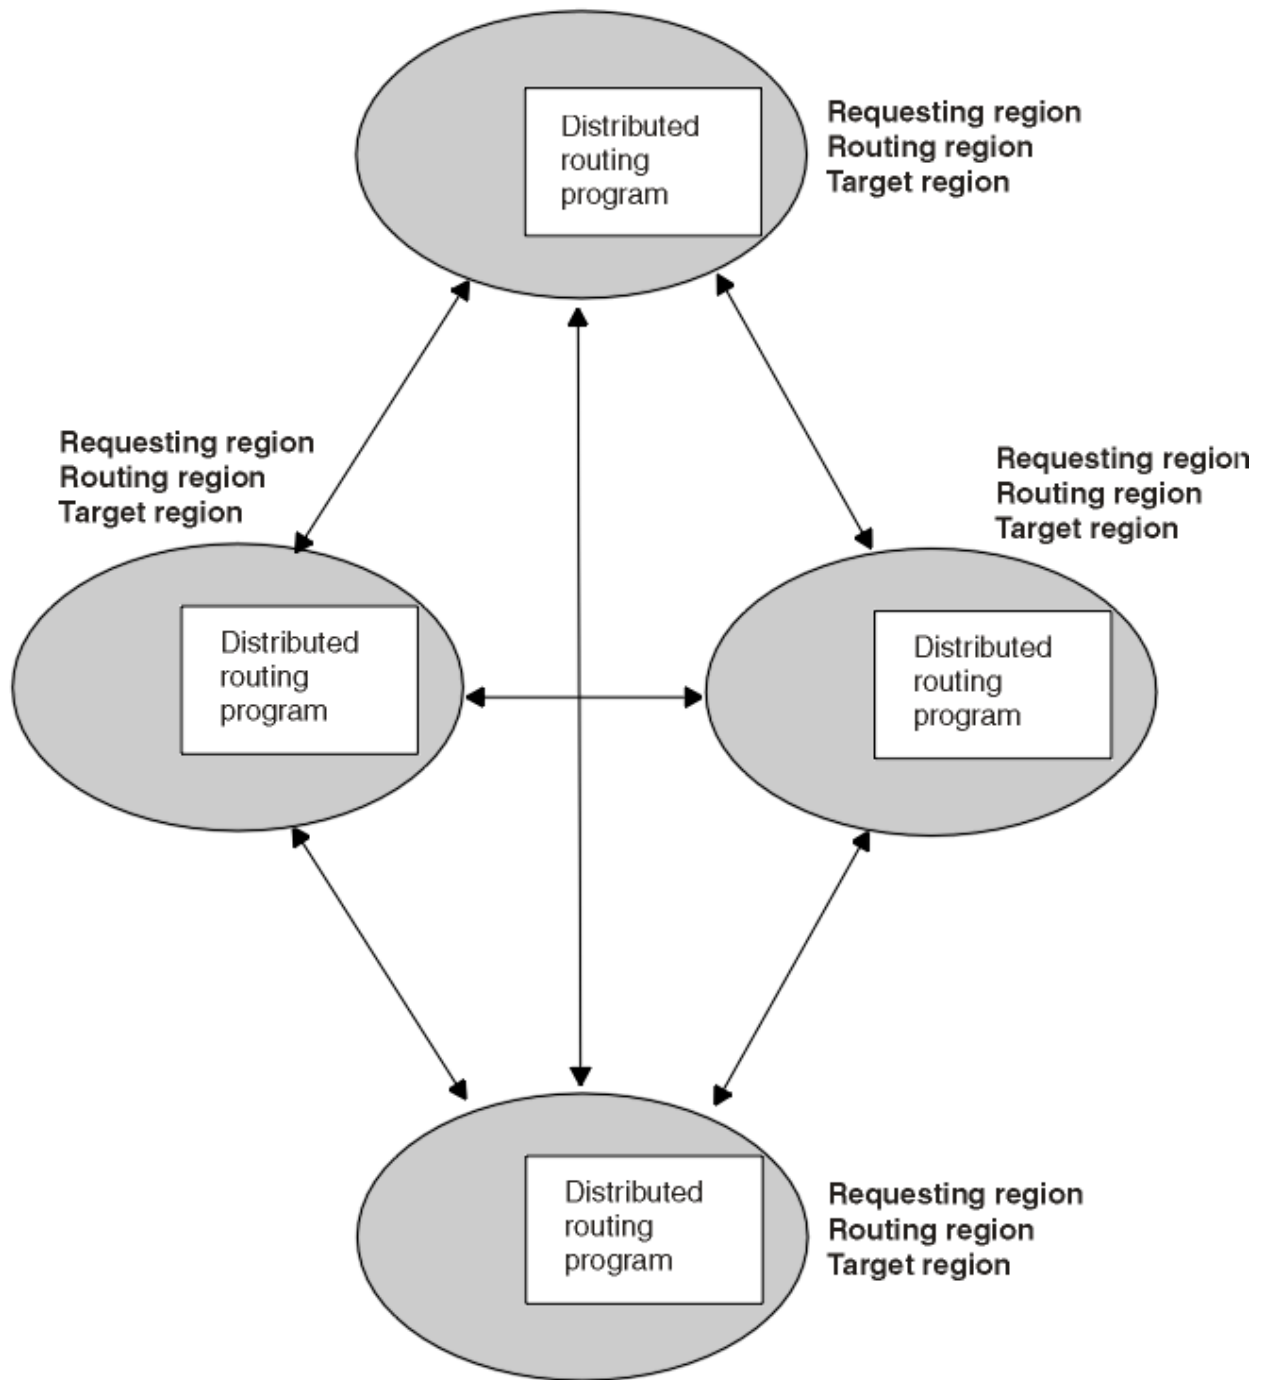 Distributed
routing
program
Requesting region
Routing region
Target region
Requesting region
Routing region
Target region
Distributed
routing
program
Requesting region
Routing region
Target region
Distributed
routing
program
Distributed
routing
program
Requesting region
Routing region
Target region